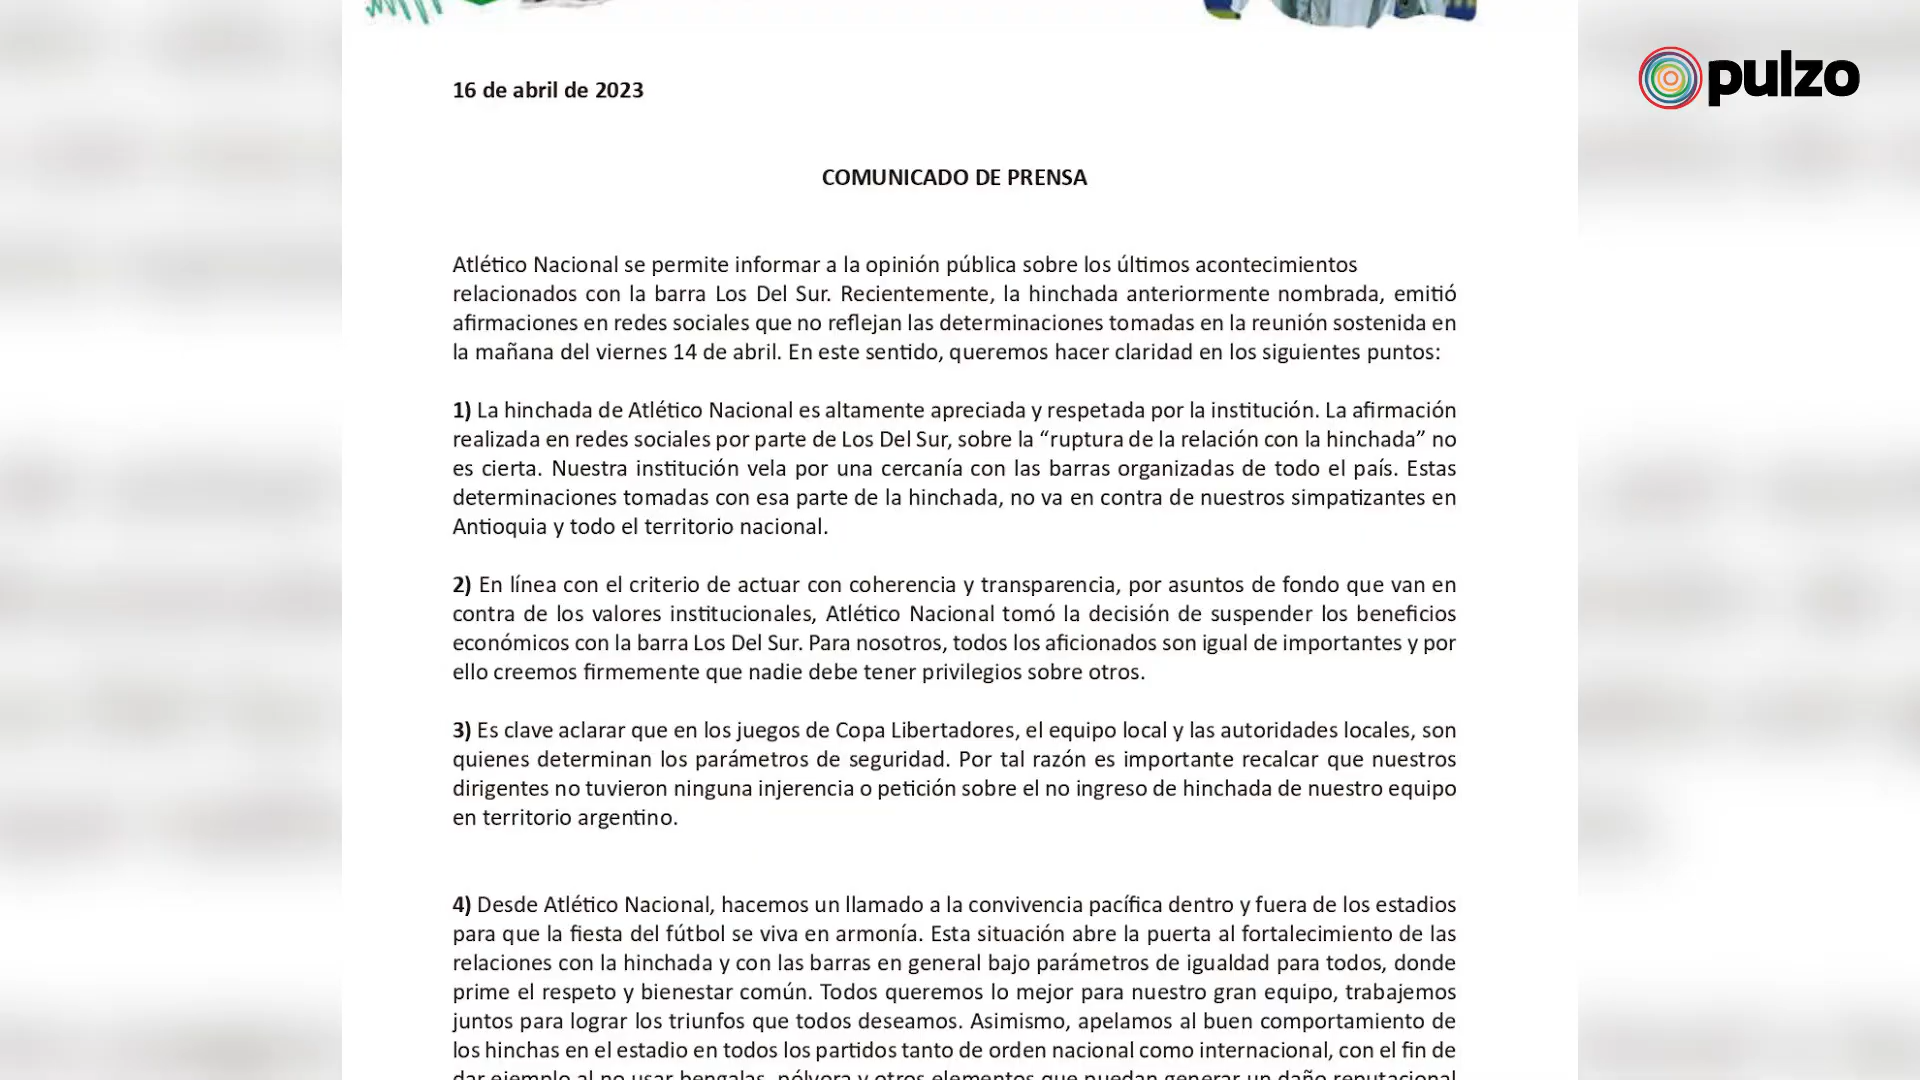 pulzo
16 de abril de 2023
COMUNICADO DE PRENSA
Atlético Nacional se permite informar a la opinión pública sobre los últimos acontecimientos
relacionados con la barra Los Del Sur. Recientemente, la hinchada anteriormente nombrada, emitió
afirmaciones en redes sociales que no reflejan las determinaciones tomadas en la reunión sostenida en
la mañana del viernes 14 de abril. En este sentido, queremos hacer claridad en los siguientes puntos:
1) La hinchada de Atlético Nacional es altamente apreciada y respetada por la institución. La afirmación
realizada en redes sociales por parte de Los Del Sur, sobre la “ruptura de la relación con la hinchada” no
es cierta. Nuestra institución vela por una cercanía con las barras organizadas de todo el país. Estas
determinaciones tomadas con esa parte de la hinchada, no va en contra de nuestros simpatizantes en
Antioquia y todo el territorio nacional.
2) En línea con el criterio de actuar con coherencia y transparencia, por asuntos de fondo que van en
contra de los valores institucionales, Atlético Nacional tomó la decisión de suspender los beneficios
económicos con la barra Los Del Sur. Para nosotros, todos los aficionados son igual de importantes y por
ello creemos firmemente que nadie debe tener privilegios sobre otros.
3) Es clave aclarar que en los juegos de Copa Libertadores, el equipo local y las autoridades locales, son
quienes determinan los parámetros de seguridad. Por tal razón es importante recalcar que nuestros
dirigentes no tuvieron ninguna injerencia o petición sobre el no ingreso de hinchada de nuestro equipo
en territorio argentino.
4) Desde Atlético Nacional, hacemos un llamado a la convivencia pacífica dentro y fuera de los estadios
para que la fiesta del fútbol se viva en armonía. Esta situación abre la puerta al fortalecimiento de las
relaciones con la hinchada y con las barras en general bajo parámetros de igualdad para todos, donde
prime el respeto y bienestar común. Todos queremos lo mejor para nuestro gran equipo, trabajemos
juntos para lograr los triunfos que todos deseamos. Asimismo, apelamos al buen comportamiento de
los hinchas en el estadio en todos los partidos tanto de orden nacional como internacional, con el fin de
dar ejemplo al no usar bengalas, pólvora y otros elementos que puedan generar un daño reputacional